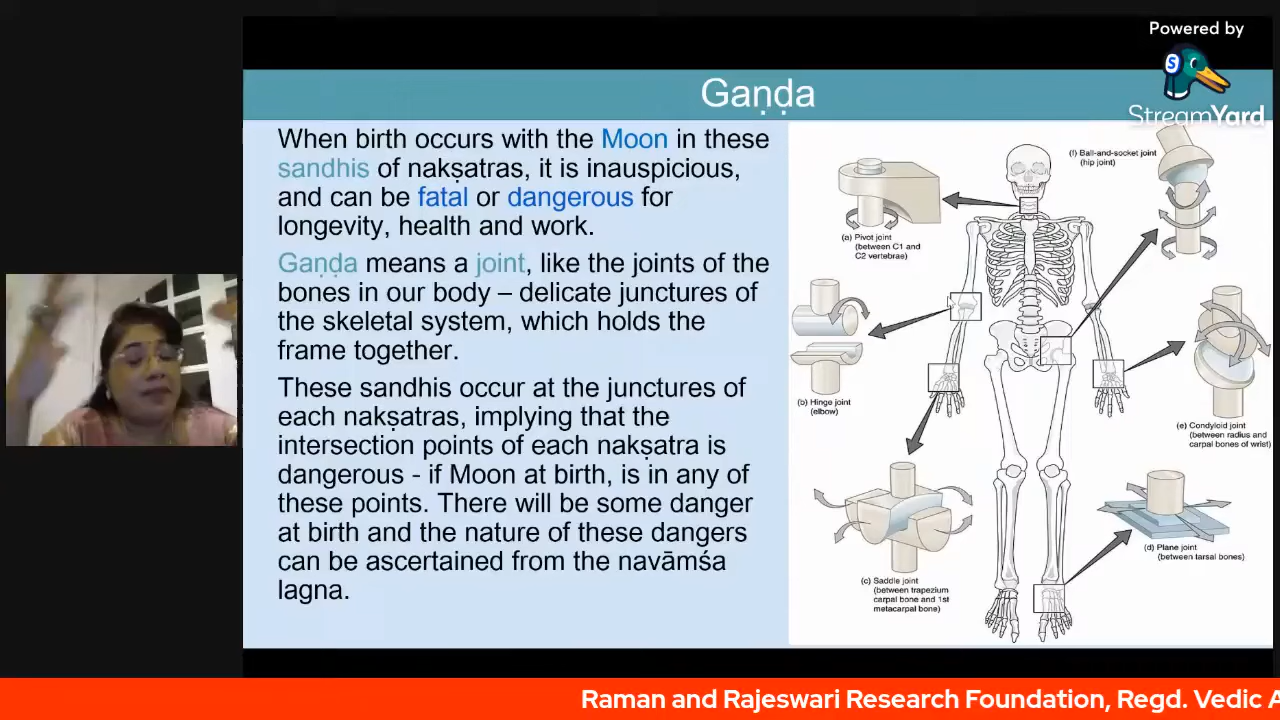 Powered by
StreamYard
Gaṇḍa
When birth occurs with the Moon in these
sandhis of nakṣatras, it is inauspicious,
and can be fatal or dangerous for
longevity, health and work.
Gaṇḍa means a joint, like the joints of the
bones in our body – delicate junctures of
the skeletal system, which holds the
frame together.
These sandhis occur at the junctures of
each nakṣatras, implying that the
intersection points of each nakṣatra is
dangerous - if Moon at birth, is in any of
these points. There will be some danger
at birth and the nature of these dangers
can be ascertained from the navāmśa
lagna.
(f) Ball-and-socket joint
(hip joint)
(a) Pivot joint
(between C1 and
C2 vertebrae)
(b) Hinge joint
(elbow)
(e) Condyloid joint
(between radius and
carpal bones of wrist)
(d) Plane joint
(between tarsal bones)
(c) Saddle joint
(between trapezium
carpal bone and 1st
metacarpal bone)
Raman and Rajeswari Research Foundation, Regd. Vedic A